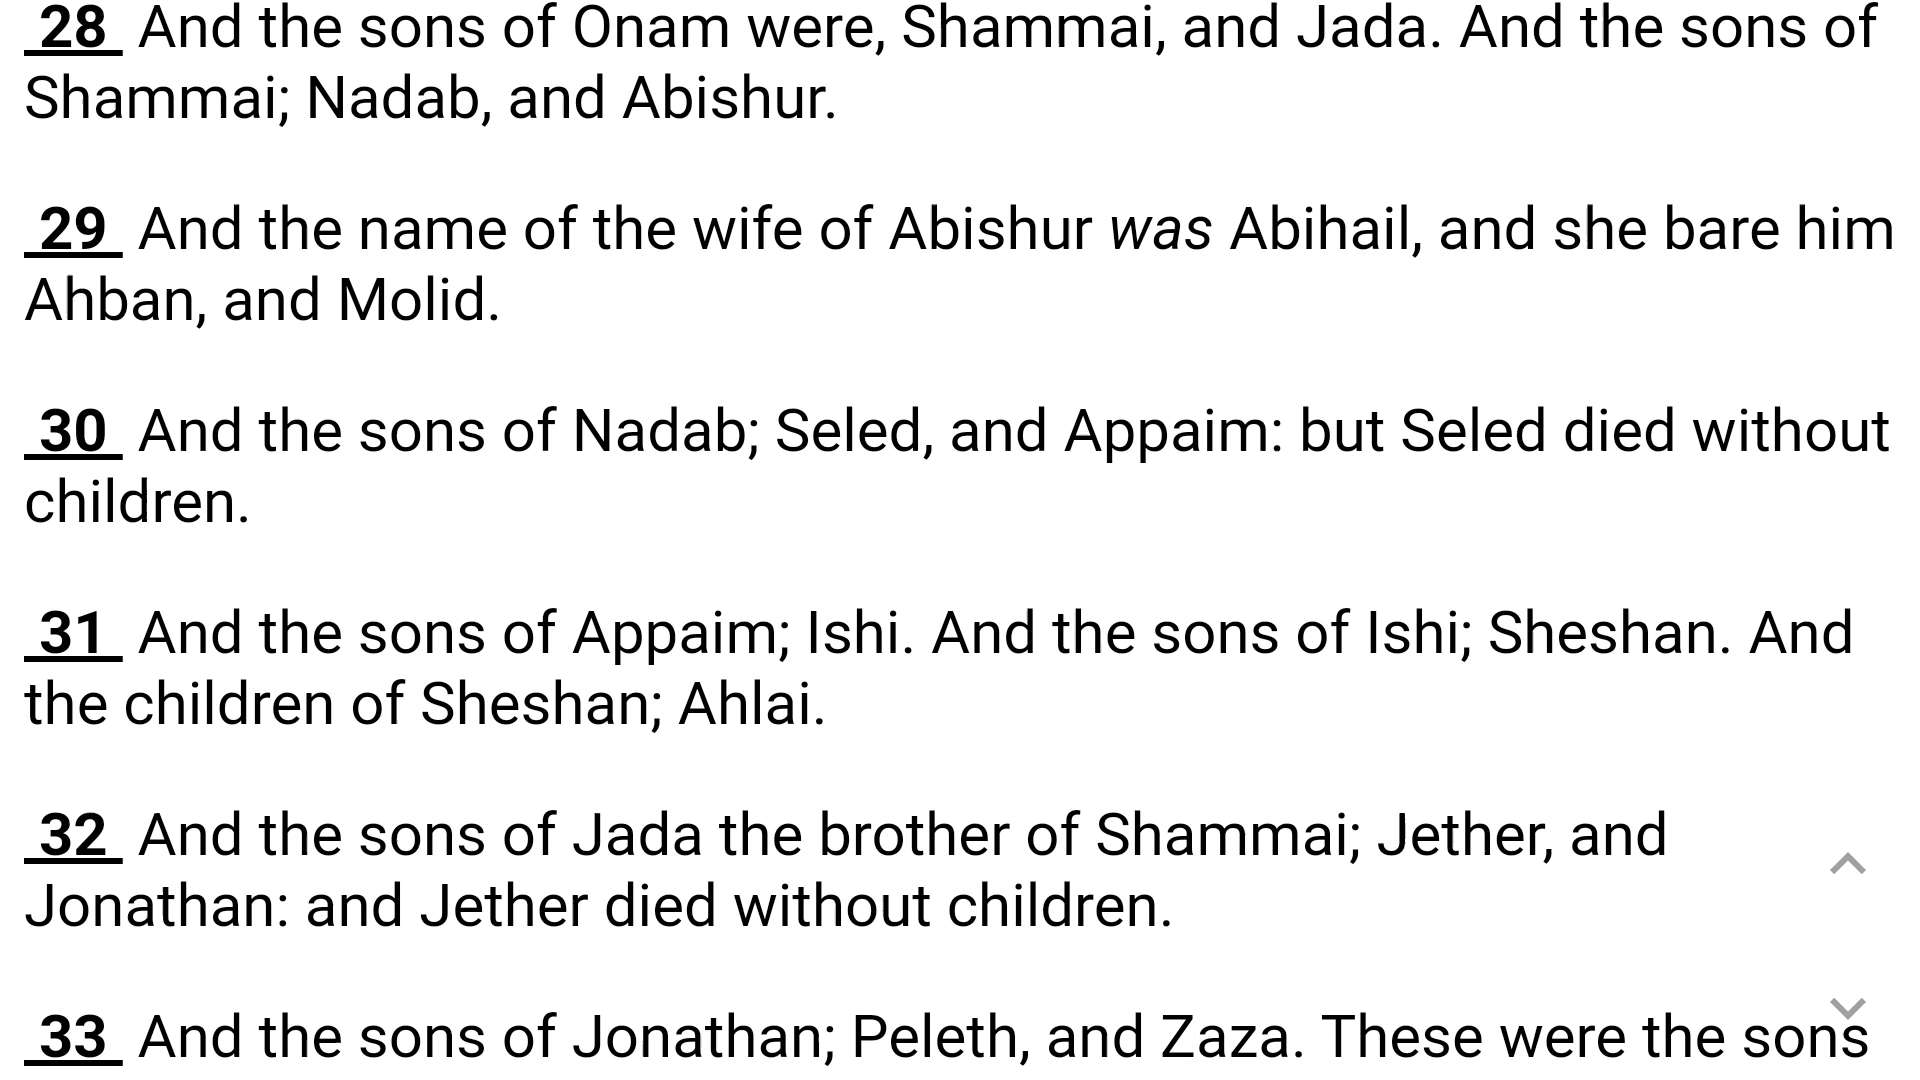 28 And the sons of Onam were, Shammai, and Jada. And the sons of
Shammai; Nadab, and Abishur.
29 And the name of the wife of Abishur was Abihail, and she bare him
Ahban, and Molid.
30 And the sons of Nadab; Seled, and Appaim: but Seled died without
children.
31 And the sons of Appaim; Ishi. And the sons of Ishi; Sheshan. And
the children of Sheshan; Ahlai.
32 And the sons of Jada the brother of Shammai; Jether, and
Jonathan: and Jether died without children.
33 And the sons of Jonathan; Peleth, and Zaza. These were the sons